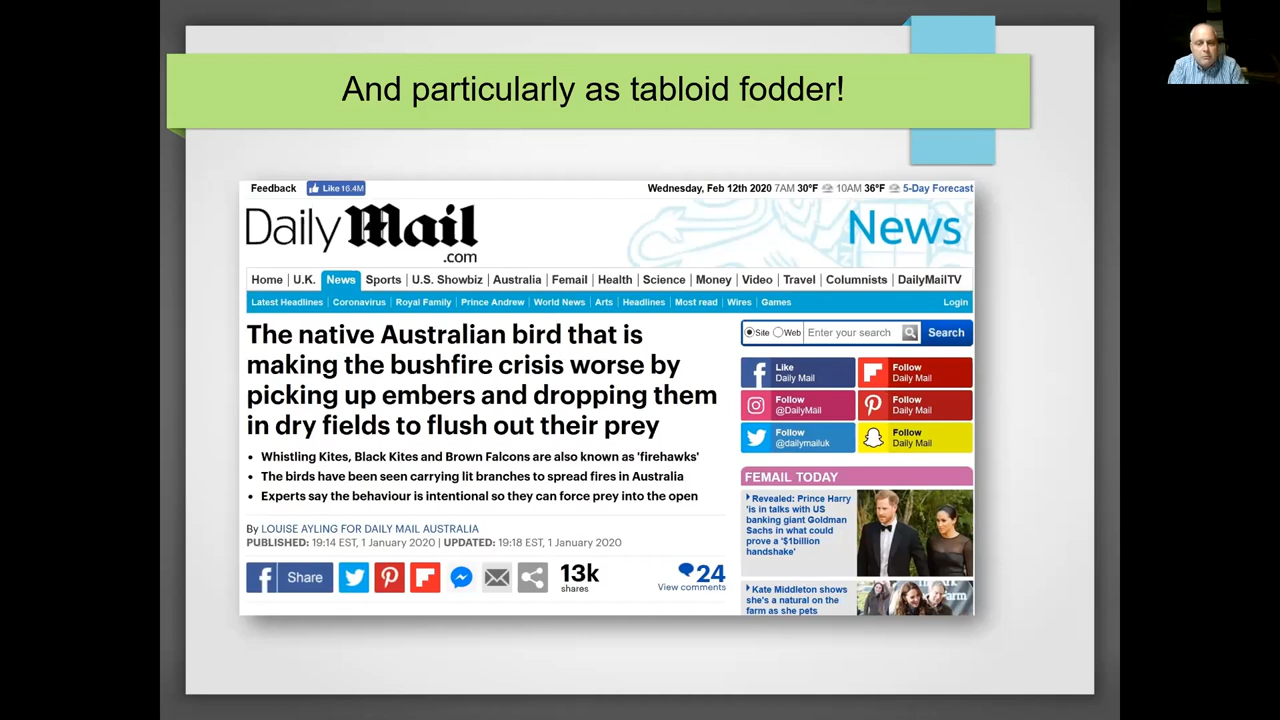 And particularly as tabloid fodder!
Feedback Like 16.4M Wednesday, Feb 12th 2020 7AM 30°F 10AM 36°F 5-Day Forecast
Daily Mail
.com
News
Home U.K. News Sports U.S. Showbiz Australia Femail Health Science Money Video Travel Columnists DailyMailTV
Latest Headlines Coronavirus Royal Family Prince Andrew World News Arts Headlines Most read Wires Games Login
The native Australian bird that is
making the bushfire crisis worse by
picking up embers and dropping them
in dry fields to flush out their prey
• Whistling Kites, Black Kites and Brown Falcons are also known as 'firehawks'
• The birds have been seen carrying lit branches to spread fires in Australia
• Experts say the behaviour is intentional so they can force prey into the open
By LOUISE AYLING FOR DAILY MAIL AUSTRALIA
PUBLISHED: 19:14 EST, 1 January 2020 | UPDATED: 19:18 EST, 1 January 2020
Share
13k
shares
24
View comments
Site Web Enter your search Search
Like
Daily Mail
Follow
Daily Mail
Follow
@DailyMail
Follow
Daily Mail
Follow
@dailymailuk
Follow
Daily Mail
FEMAIL TODAY
Revealed: Prince Harry
'is in talks with US
banking giant Goldman
Sachs in what could
prove a '$1billion
handshake'
Kate Middleton shows
she's a natural on the
farm as she pets